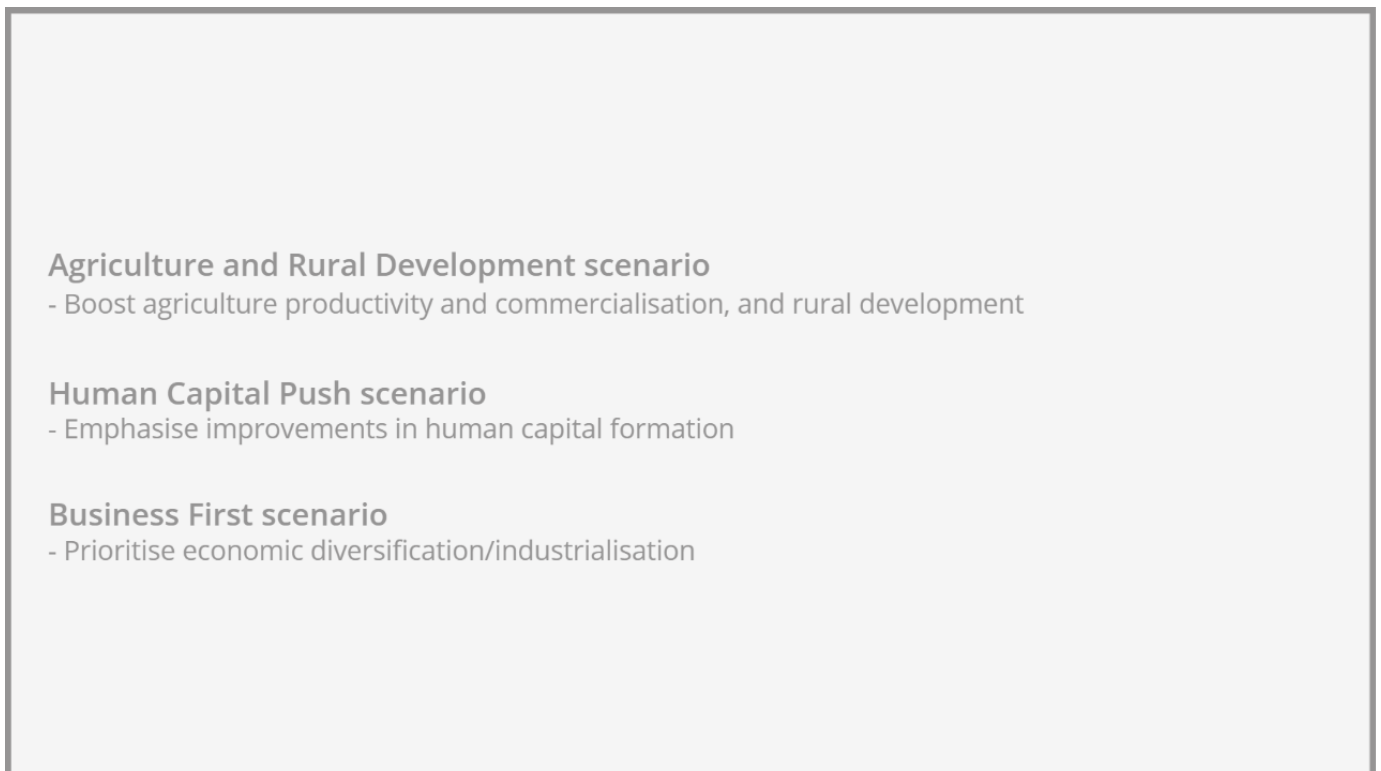 Agriculture and Rural Development scenario
- Boost agriculture productivity and commercialisation, and rural development
Human Capital Push scenario
- Emphasise improvements in human capital formation
Business First scenario
- Prioritise economic diversification/industrialisation